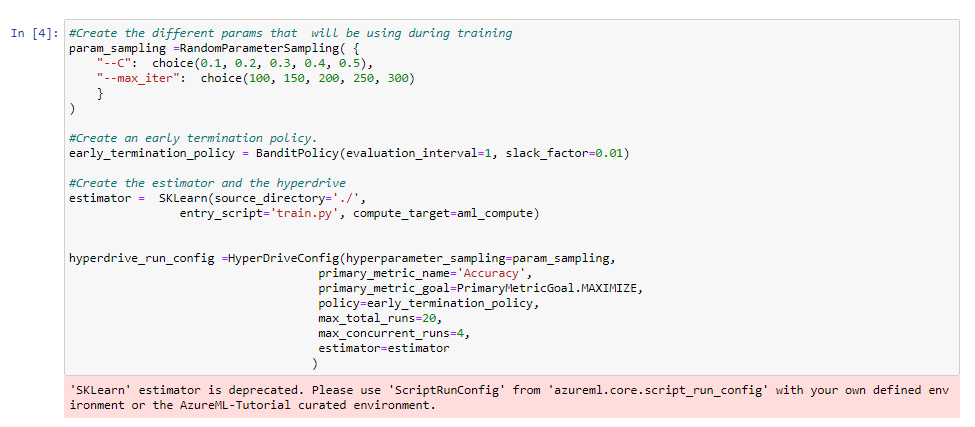 In [4]: #Create the different params that  will be using during training
param_sampling =RandomParameterSampling( {
    "--C":  choice(0.1, 0.2, 0.3, 0.4, 0.5),
    "--max_iter":  choice(100, 150, 200, 250, 300)
    }
)
#Create an early termination policy.
early_termination_policy = BanditPolicy(evaluation_interval=1, slack_factor=0.01)
#Create the estimator and the hyperdrive
estimator =  SKLearn(source_directory='./',
               entry_script='train.py', compute_target=aml_compute)
hyperdrive_run_config =HyperDriveConfig(hyperparameter_sampling=param_sampling,
                                   primary_metric_name='Accuracy',
                                   primary_metric_goal=PrimaryMetricGoal.MAXIMIZE,
                                   policy=early_termination_policy,
                                   max_total_runs=20,
                                   max_concurrent_runs=4,
                                   estimator=estimator
                                  )
'SKLearn' estimator is deprecated. Please use 'ScriptRunConfig' from 'azureml.core.script_run_config' with your own defined env
ironment or the AzureML-Tutorial curated environment.